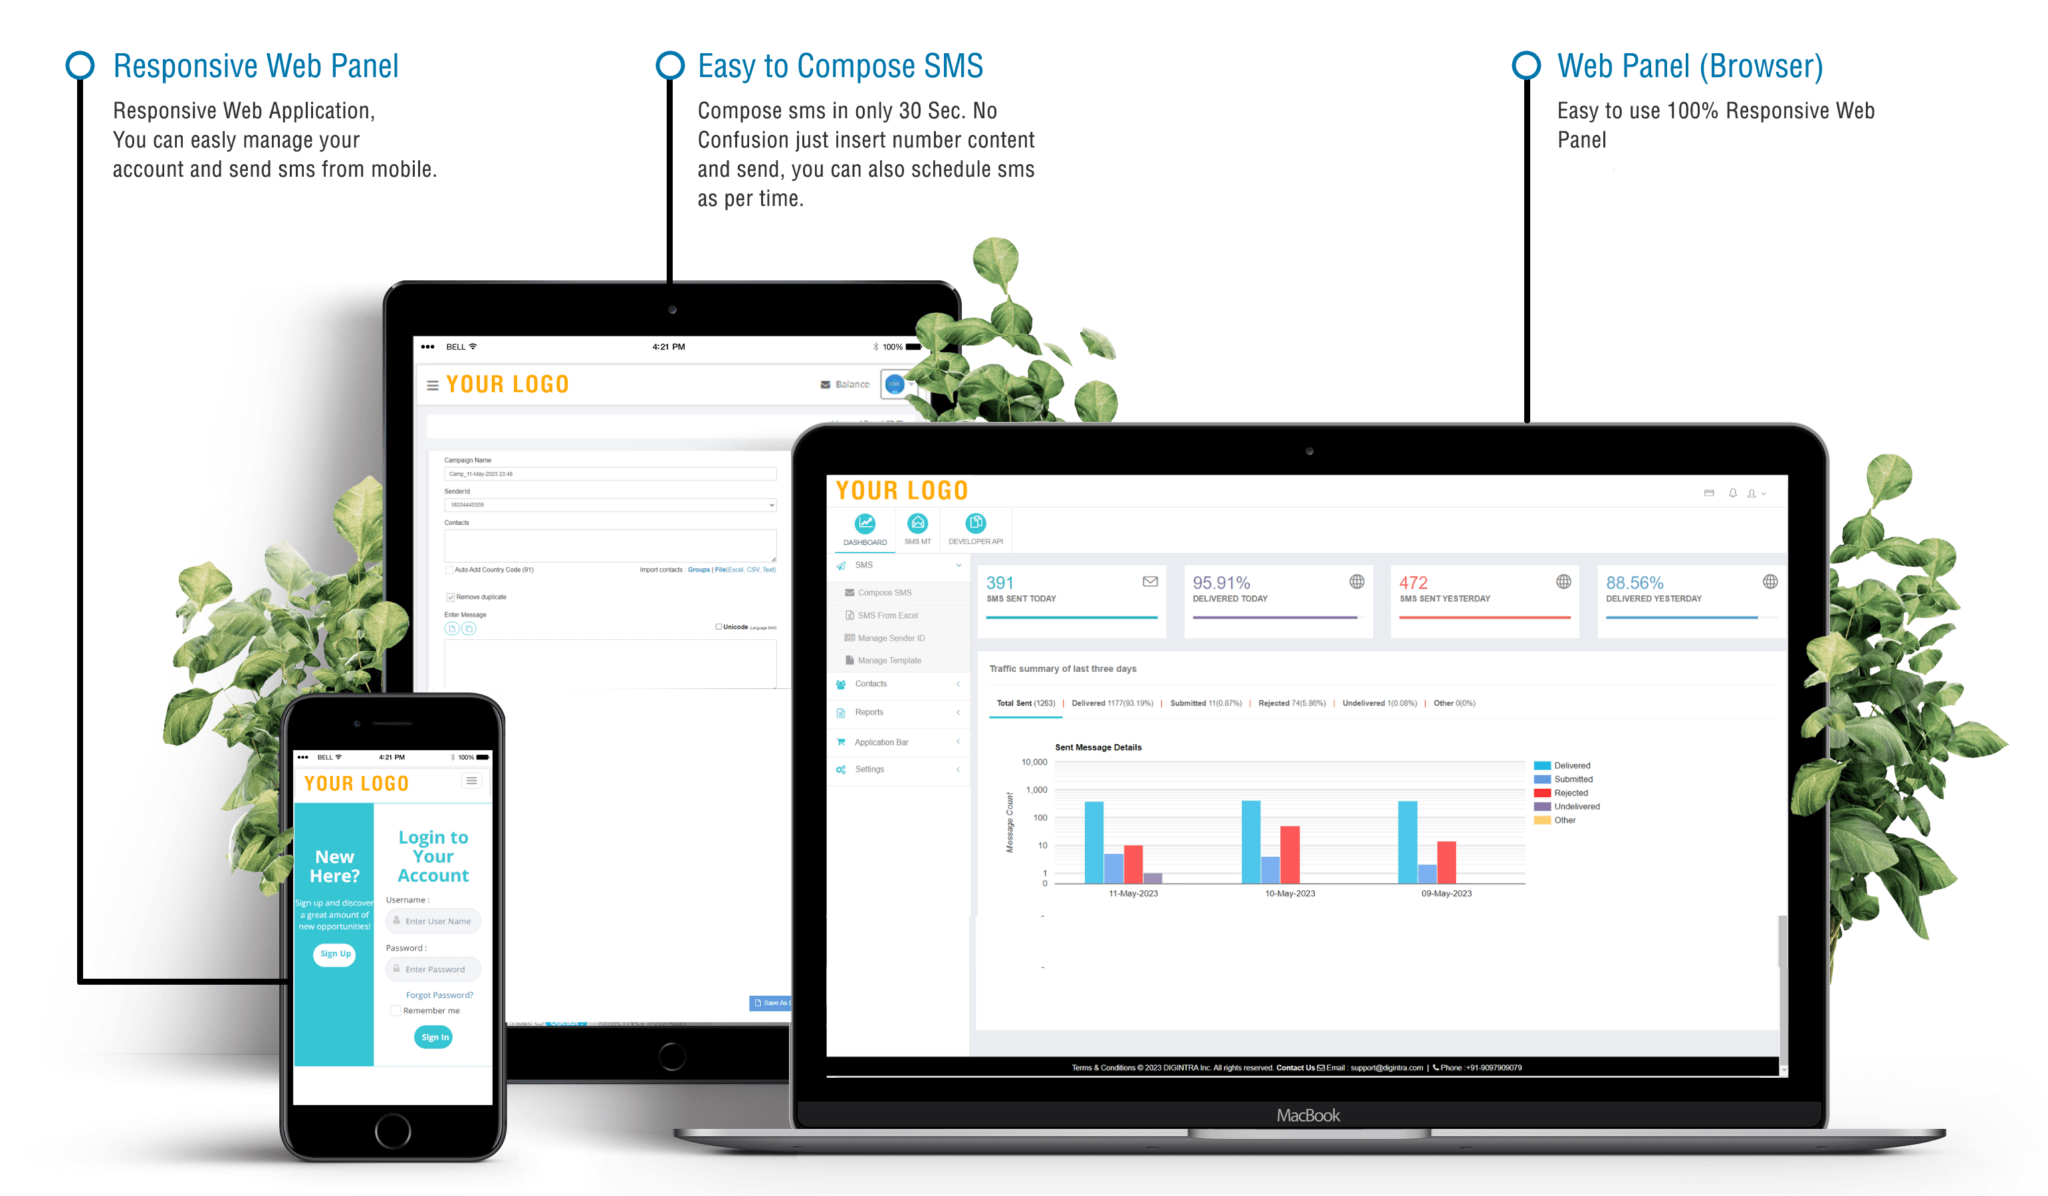 Responsive Web Panel
Responsive Web Application,
You can easly manage your
account and send sms from mobile.
Easy to Compose SMS
Compose sms in only 30 Sec. No
Confusion just insert number content
and send, you can also schedule sms
as per time.
Web Panel (Browser)
Easy to use 100% Responsive Web
Panel
BELL 4:21 PM 100%
YOUR LOGO Balance
Campaign Name
Camp_11-May-2023 23:46
SenderId
Contacts
Auto Add Country Code (91) Import contacts : Groups | File(Excel, CSV, Text)
Remove duplicate
Enter Message
Unicode
Save As
BELL 4:21 PM 100%
YOUR LOGO
New
Here?
Sign up and discover
a great amount of
new opportunities!
Sign Up
Login to
Your
Account
Username :
Enter User Name
Password :
Enter Password
Forgot Password?
Remember me
Sign In
YOUR LOGO
DASHBOARD SMS MT DEVELOPER API
SMS
Compose SMS
SMS From Excel
Manage Sender ID
Manage Template
Contacts
Reports
Application Bar
Settings
391
SMS SENT TODAY
95.91%
DELIVERED TODAY
472
SMS SENT YESTERDAY
88.56%
DELIVERED YESTERDAY
Traffic summary of last three days
Total Sent (1263) | Delivered 1177(93.19%) | Submitted 11(0.87%) | Rejected 74(5.86%) | Undelivered 1(0.08%) | Other 0(0%)
Sent Message Details
Message Count
10,000
1,000
100
10
1
0
11-May-2023 10-May-2023 09-May-2023
Delivered
Submitted
Rejected
Undelivered
Other
Terms & Conditions © 2023 DIGINTRA Inc. All rights reserved. Contact Us Email : support@digintra.com | Phone :+91-9097909079
MacBook